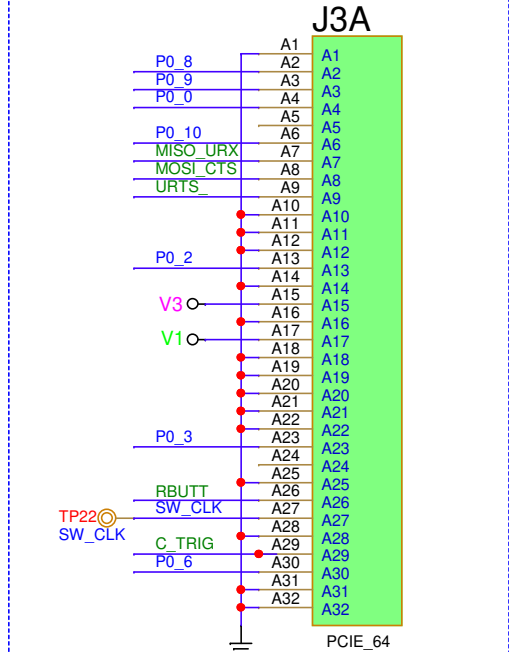 J3A
A1 A1
P0_8 A2 A2
P0_9 A3 A3
P0_0 A4 A4
A5 A5
P0_10 A6 A6
MISO_URX A7 A7
MOSI_CTS A8 A8
URTS_ A9 A9
A10 A10
A11 A11
A12 A12
P0_2 A13 A13
A14 A14
V3 A15 A15
A16 A16
V1 A17 A17
A18 A18
A19 A19
A20 A20
A21 A21
A22 A22
P0_3 A23 A23
A24 A24
A25 A25
RBUTT A26 A26
TP22 SW_CLK A27 A27
SW_CLK A28 A28
C_TRIG A29 A29
P0_6 A30 A30
A31 A31
A32 A32
PCIE_64